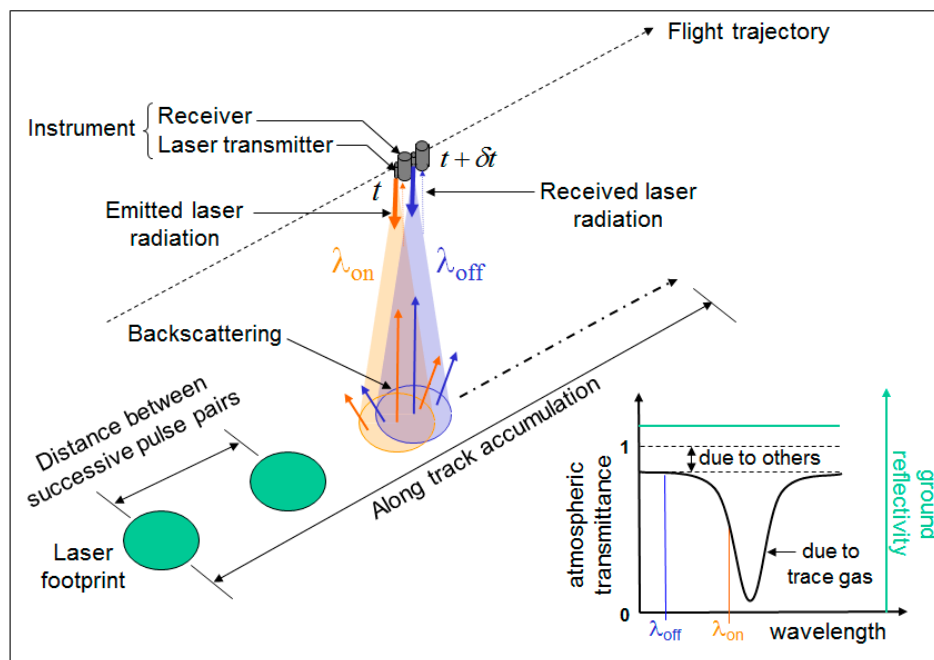 Flight trajectory
Instrument
Receiver
Laser transmitter
t
t + δt
Emitted laser
radiation
Received laser
radiation
λon
λoff
Backscattering
Distance between
successive pulse pairs
Along track accumulation
Laser
footprint
1
due to others
atmospheric
transmittance
ground
reflectivity
due to
trace gas
0
λoff
λon
wavelength